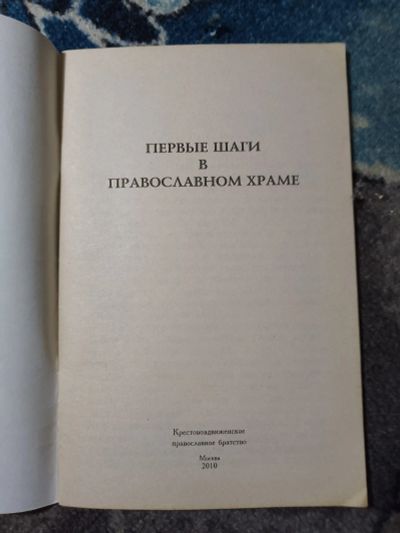 ПЕРВЫЕ ШАГИ
В
ПРАВОСЛАВНОМ ХРАМЕ
Крестовоздвиженское
православное братство
Москва
2010